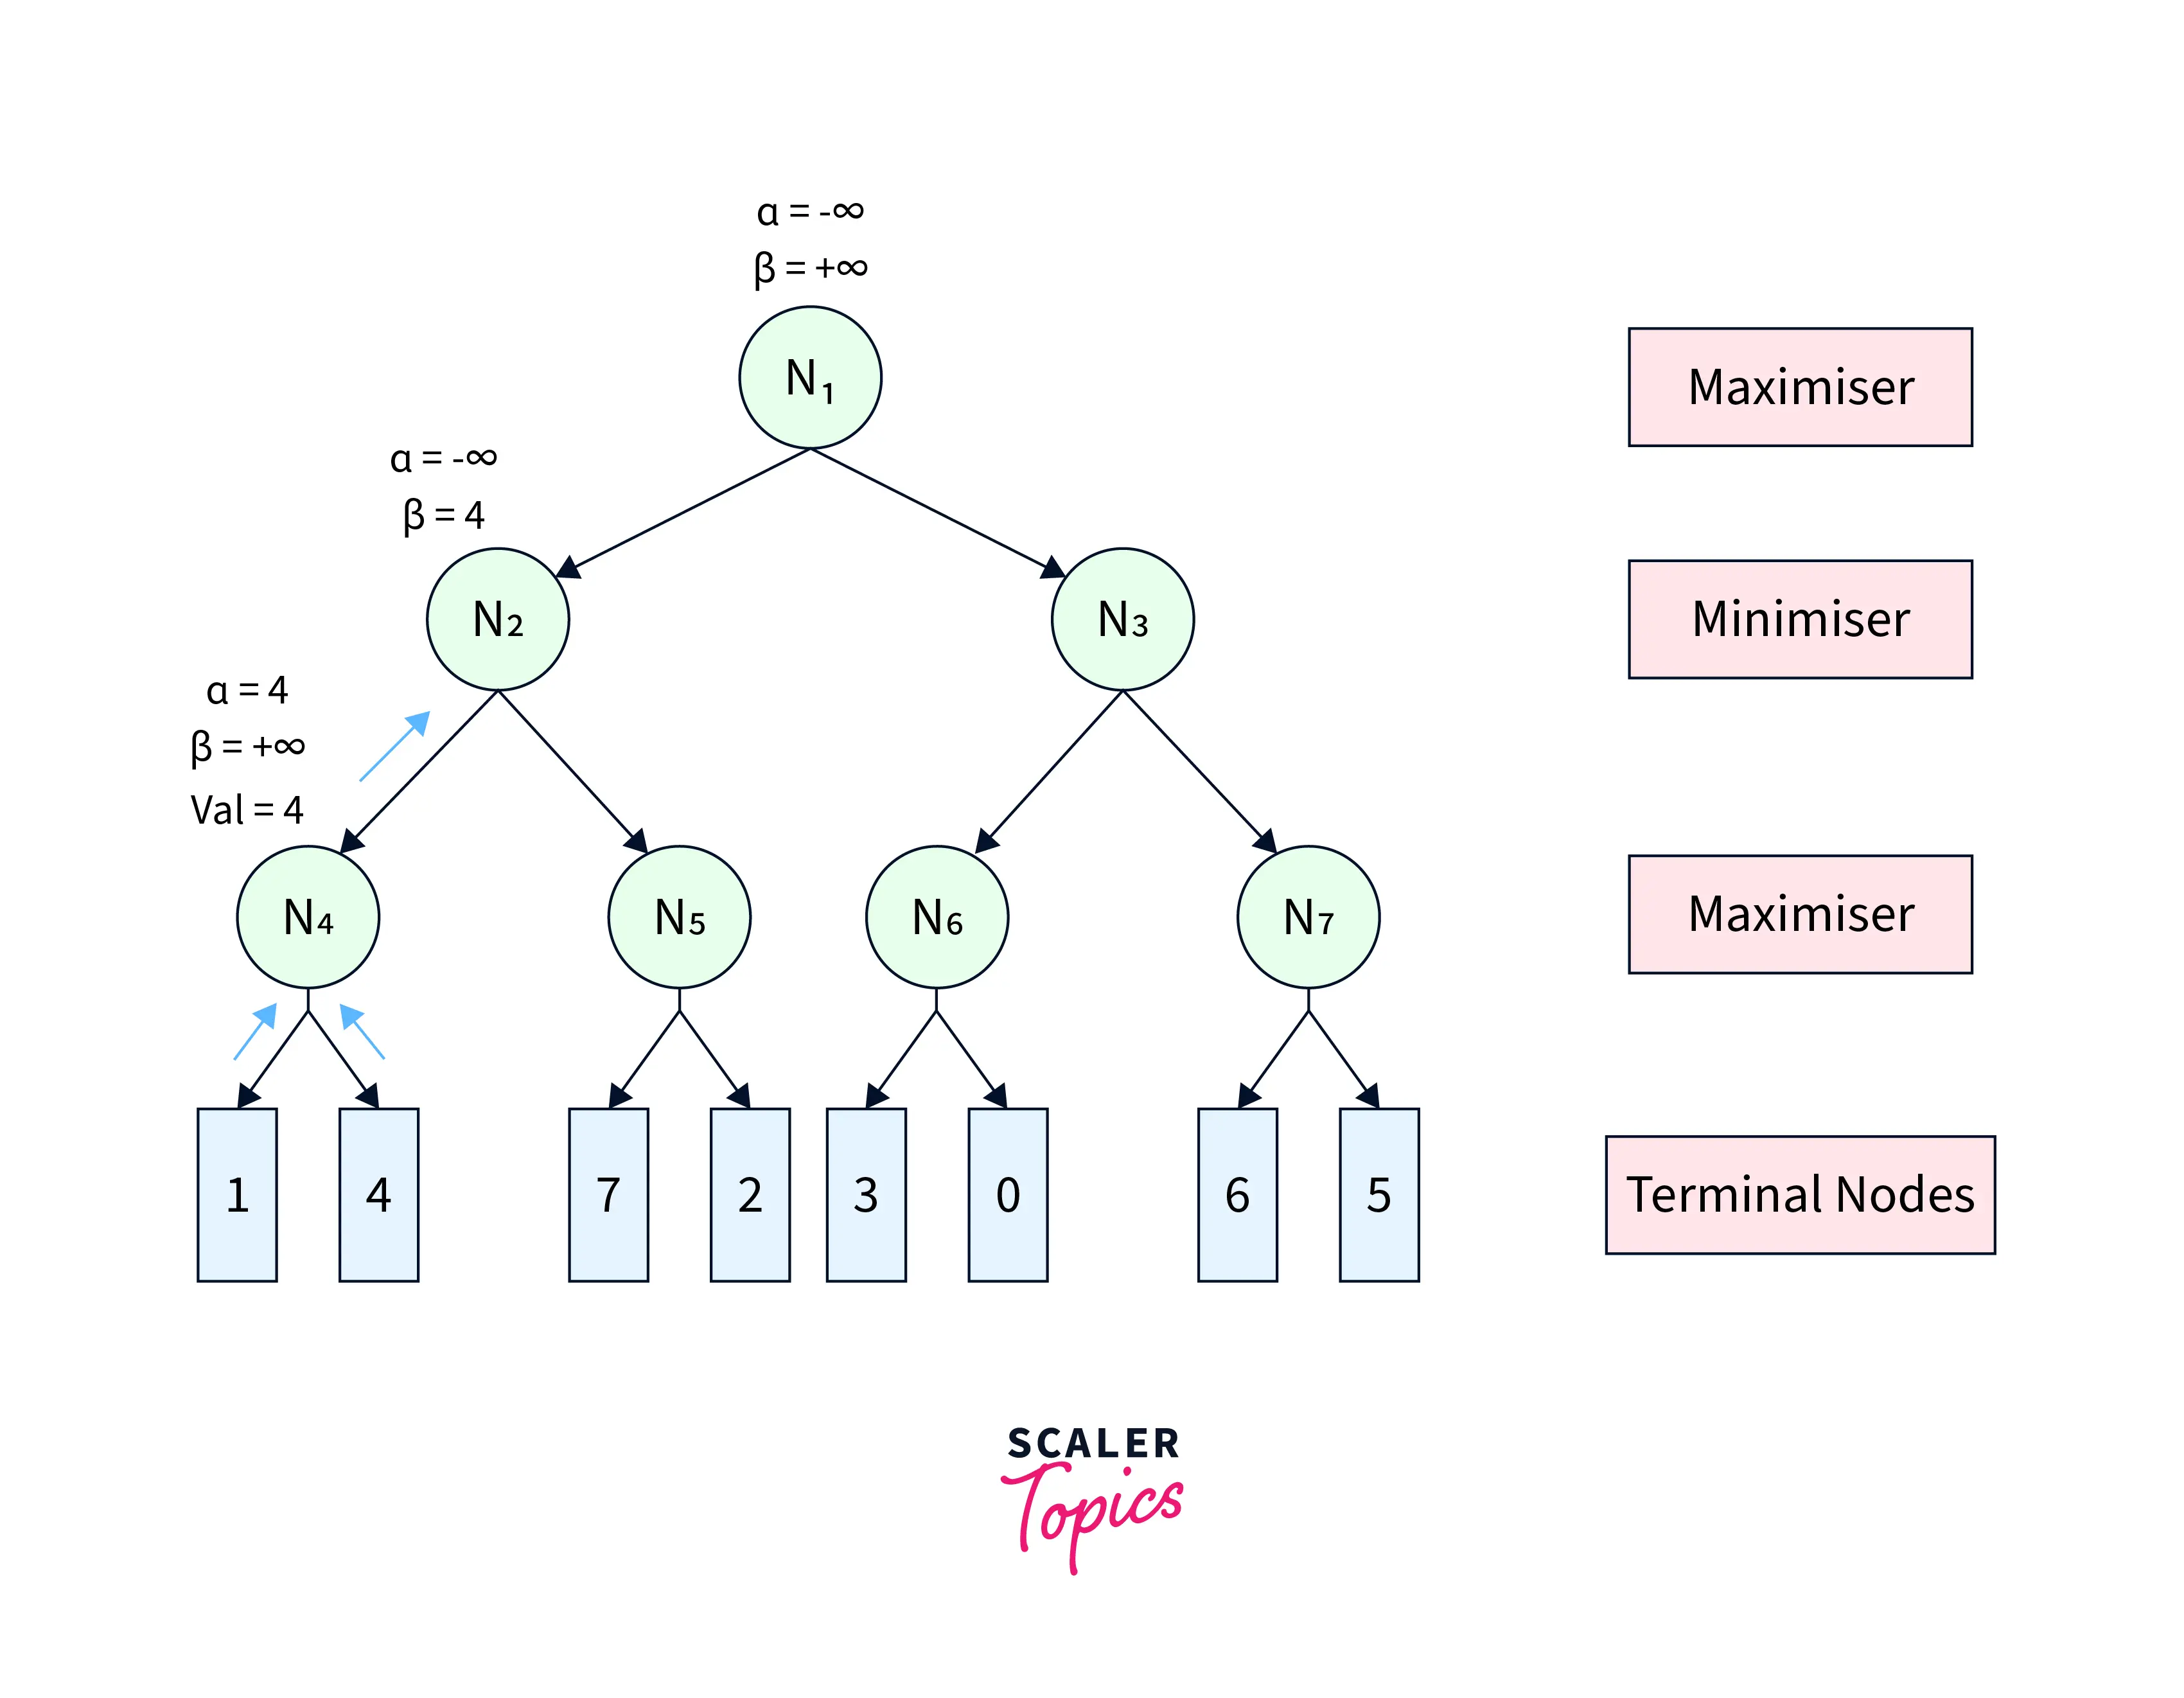 α = -∞
β = +∞
N₁
Maximiser
α = -∞
β = 4
N₂
N₃
Minimiser
α = 4
β = +∞
Val = 4
N₄
N₅
N₆
N₇
Maximiser
1
4
7
2
3
0
6
5
Terminal Nodes
SCALER
Topics